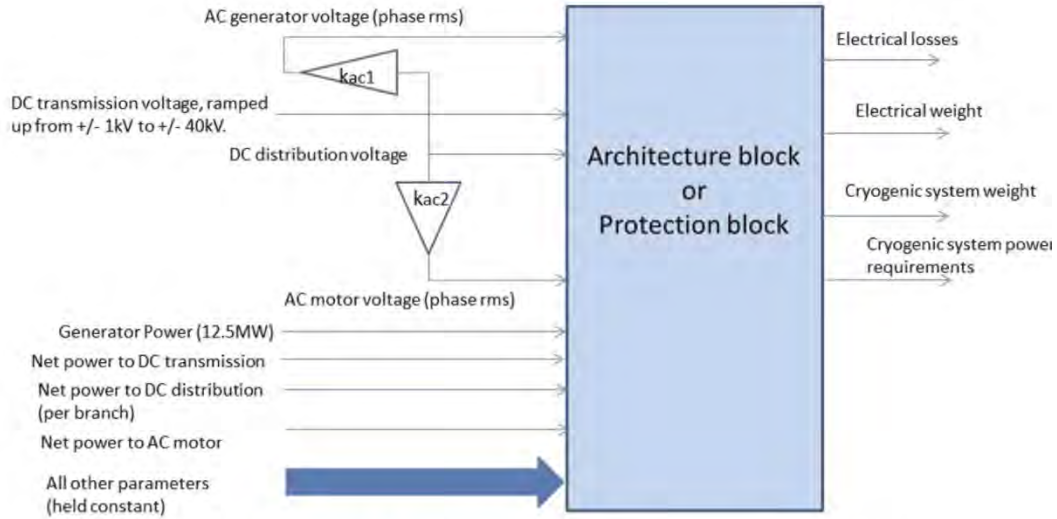 AC generator voltage (phase rms)
kac1
DC transmission voltage, ramped
up from +/- 1kV to +/- 40kV.
DC distribution voltage
kac2
AC motor voltage (phase rms)
Generator Power (12.5MW)
Net power to DC transmission
Net power to DC distribution
(per branch)
Net power to AC motor
All other parameters
(held constant)
Architecture block
or
Protection block
Electrical losses
Electrical weight
Cryogenic system weight
Cryogenic system power
requirements